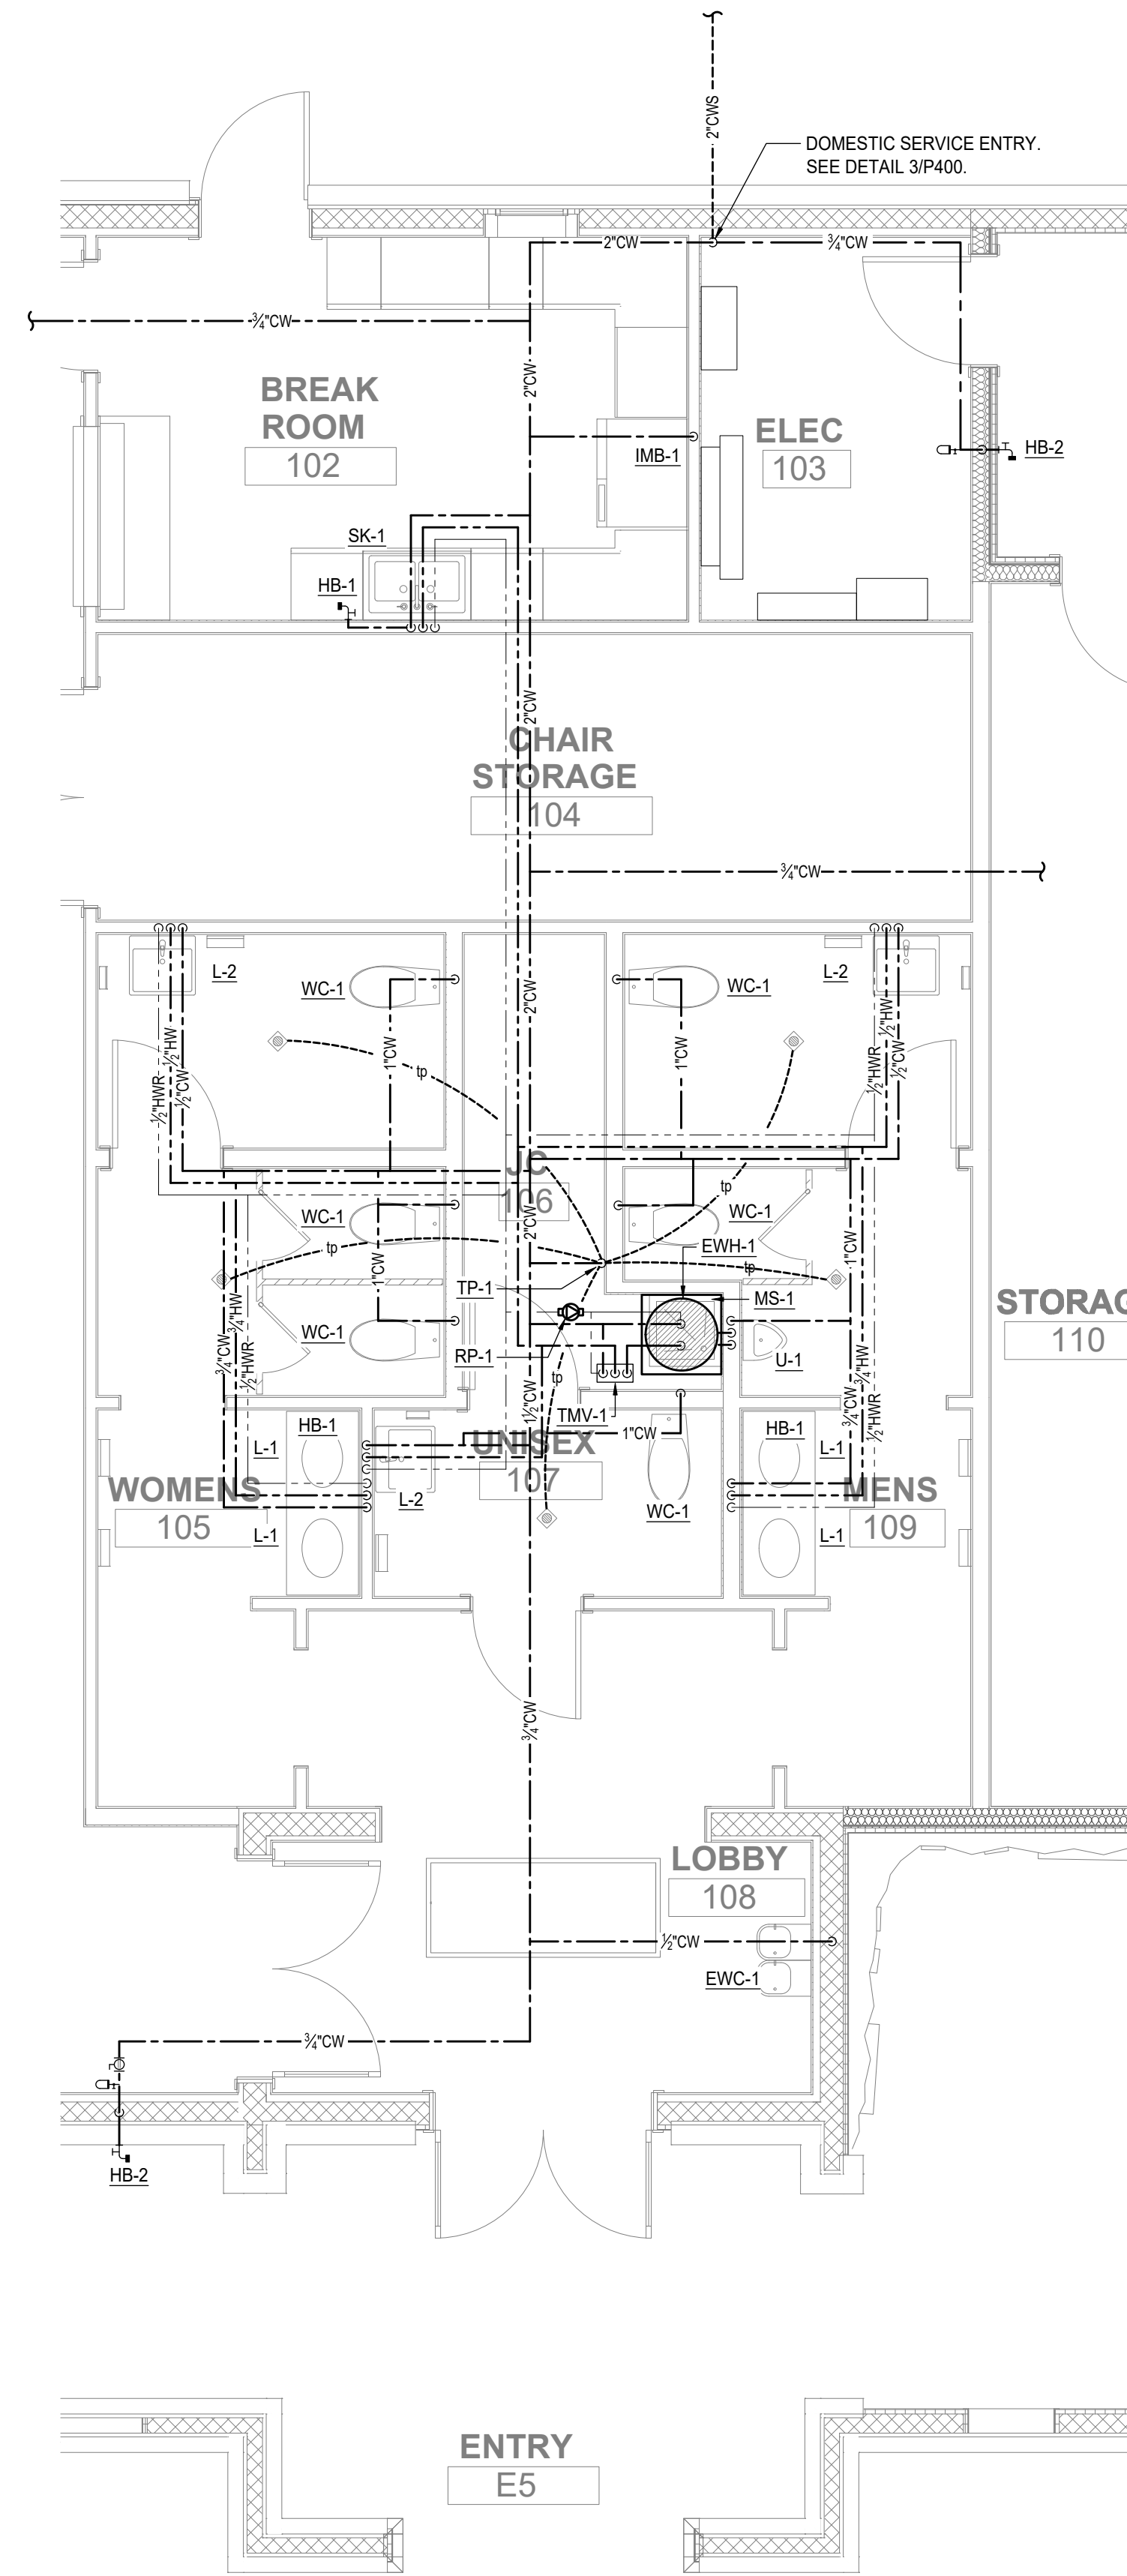 2"CWS
DOMESTIC SERVICE ENTRY.
SEE DETAIL 3/P400.
2"CW
¾"CW
¾"CW
2"CW
BREAK
ROOM
102
ELEC
103
IMB-1
HB-2
SK-1
HB-1
2"CW
CHAIR
STORAGE
104
¾"CW
L-2
WC-1
WC-1
L-2
2"CW
½"HWR
½"HW
½"CW
1"CW
1"CW
½"HWR
½"HW
½"CW
tp
JC
106
tp
WC-1
WC-1
2"CW
1"CW
EWH-1
tp
tp
TP-1
MS-1
1"CW
STORAG
110
¾"CW
¾"HW
½"HWR
WC-1
RP-1
U-1
¾"CW
¾"HW
½"HWR
tp
1½"CW
TMV-1
HB-1
L-1
UNISEX
107
1"CW
HB-1
L-1
WOMENS
105
L-2
WC-1
MENS
109
L-1
L-1
¾"CW
LOBBY
108
½"CW
EWC-1
¾"CW
HB-2
ENTRY
E5